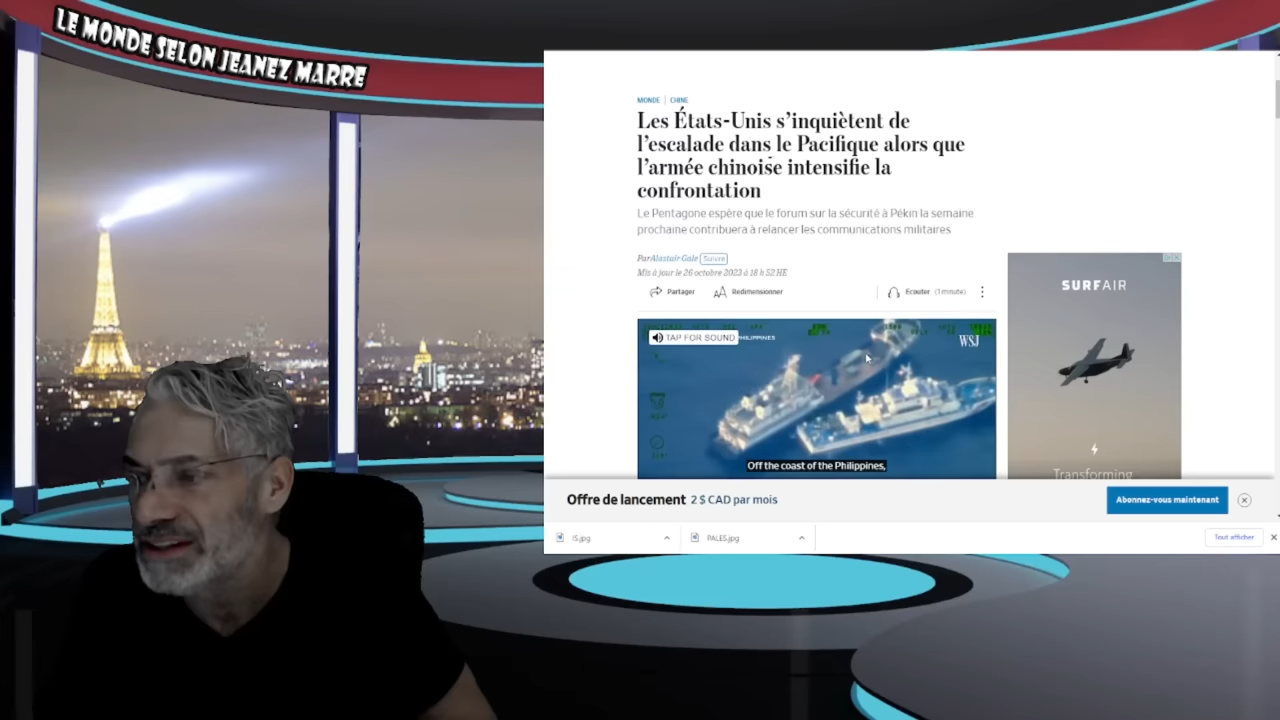 LE MONDE SELON JEANEZ MARRE
MONDE | CHINE
Les États-Unis s'inquiètent de
l'escalade dans le Pacifique alors que
l'armée chinoise intensifie la
confrontation
Le Pentagone espère que le forum sur la sécurité à Pékin la semaine
prochaine contribuera à relancer les communications militaires
ParAlastair Gale Suivre
Mis à jour le 26 octobre 2023 à 18 h 52 HE
Partager Redimensionner Écouter (1 minute)
TAP FOR SOUND
PHILIPPINES
WSJ
Off the coast of the Philippines,
SURFAIR
Transforming
Offre de lancement 2 $ CAD par mois
Abonnez-vous maintenant
IS.jpg
PALES.jpg
Tout afficher